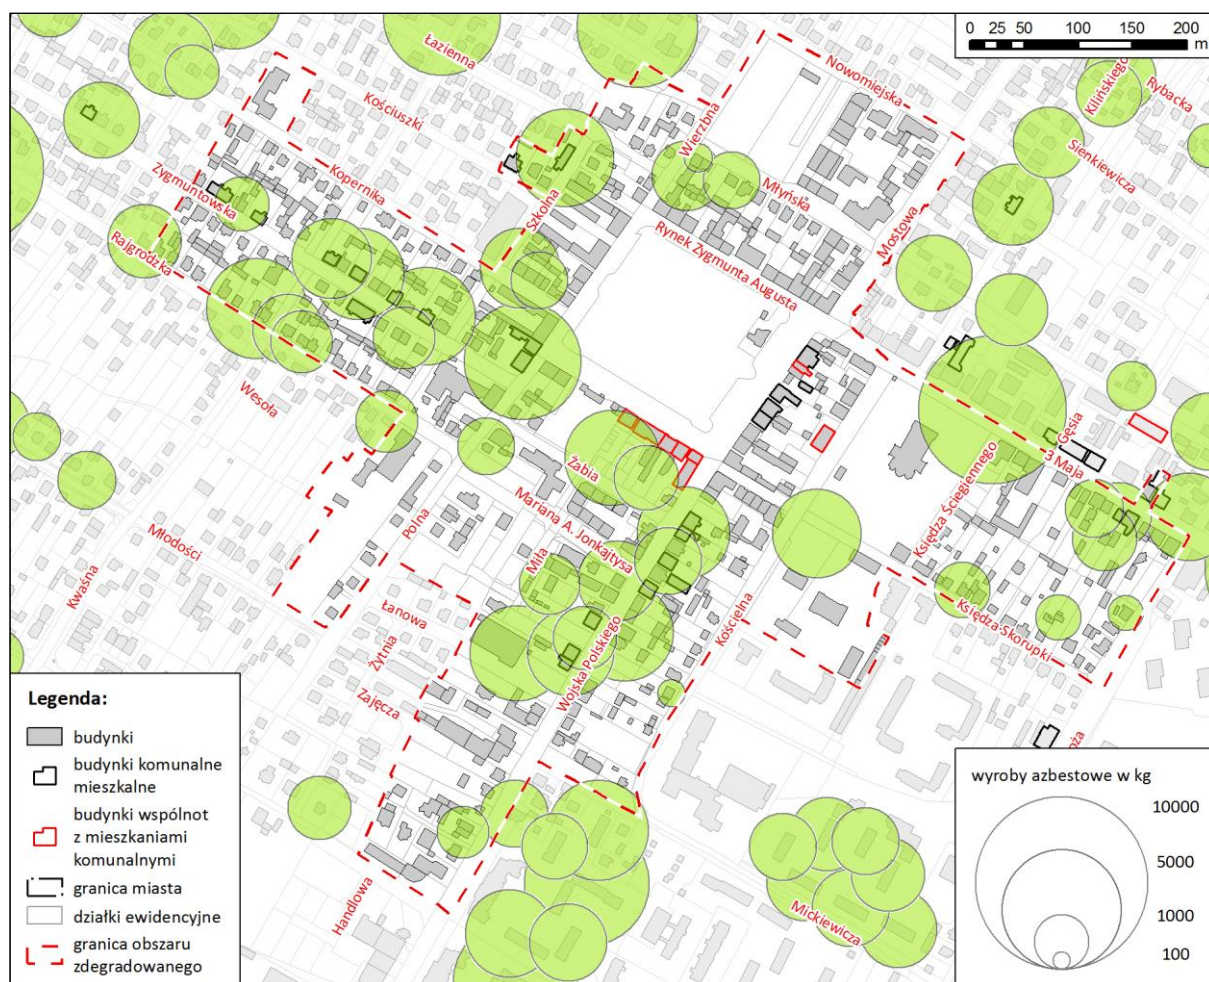 0 25 50 100 150 200
m
Łazienna
Nowomiejska
Kilińskiego
Rybacka
Kościuszki
Wierzbna
Sienkiewicza
Kopernika
Zygmuntowska
Szkolna
Młyńska
Mostowa
Rajgrodzka
Rynek Zygmunta Augusta
Wesoła
Gęsia
3 Maja
Żabia
Księdza Ściegiennego
Mariana A. Jonkajtysa
Polna
Młodości
Miła
Kwaśna
Łanowa
Kościelna
Księdza Skorupki
Żytnia
Wojska Polskiego
Zajęcza
Handlowa
Mickiewicza
Legenda:
budynki
budynki komunalne
mieszkalne
budynki wspólnot
z mieszkaniami
komunalnymi
granica miasta
działki ewidencyjne
granica obszaru
zdegradowanego
wyroby azbestowe w kg
10000
5000
1000
100